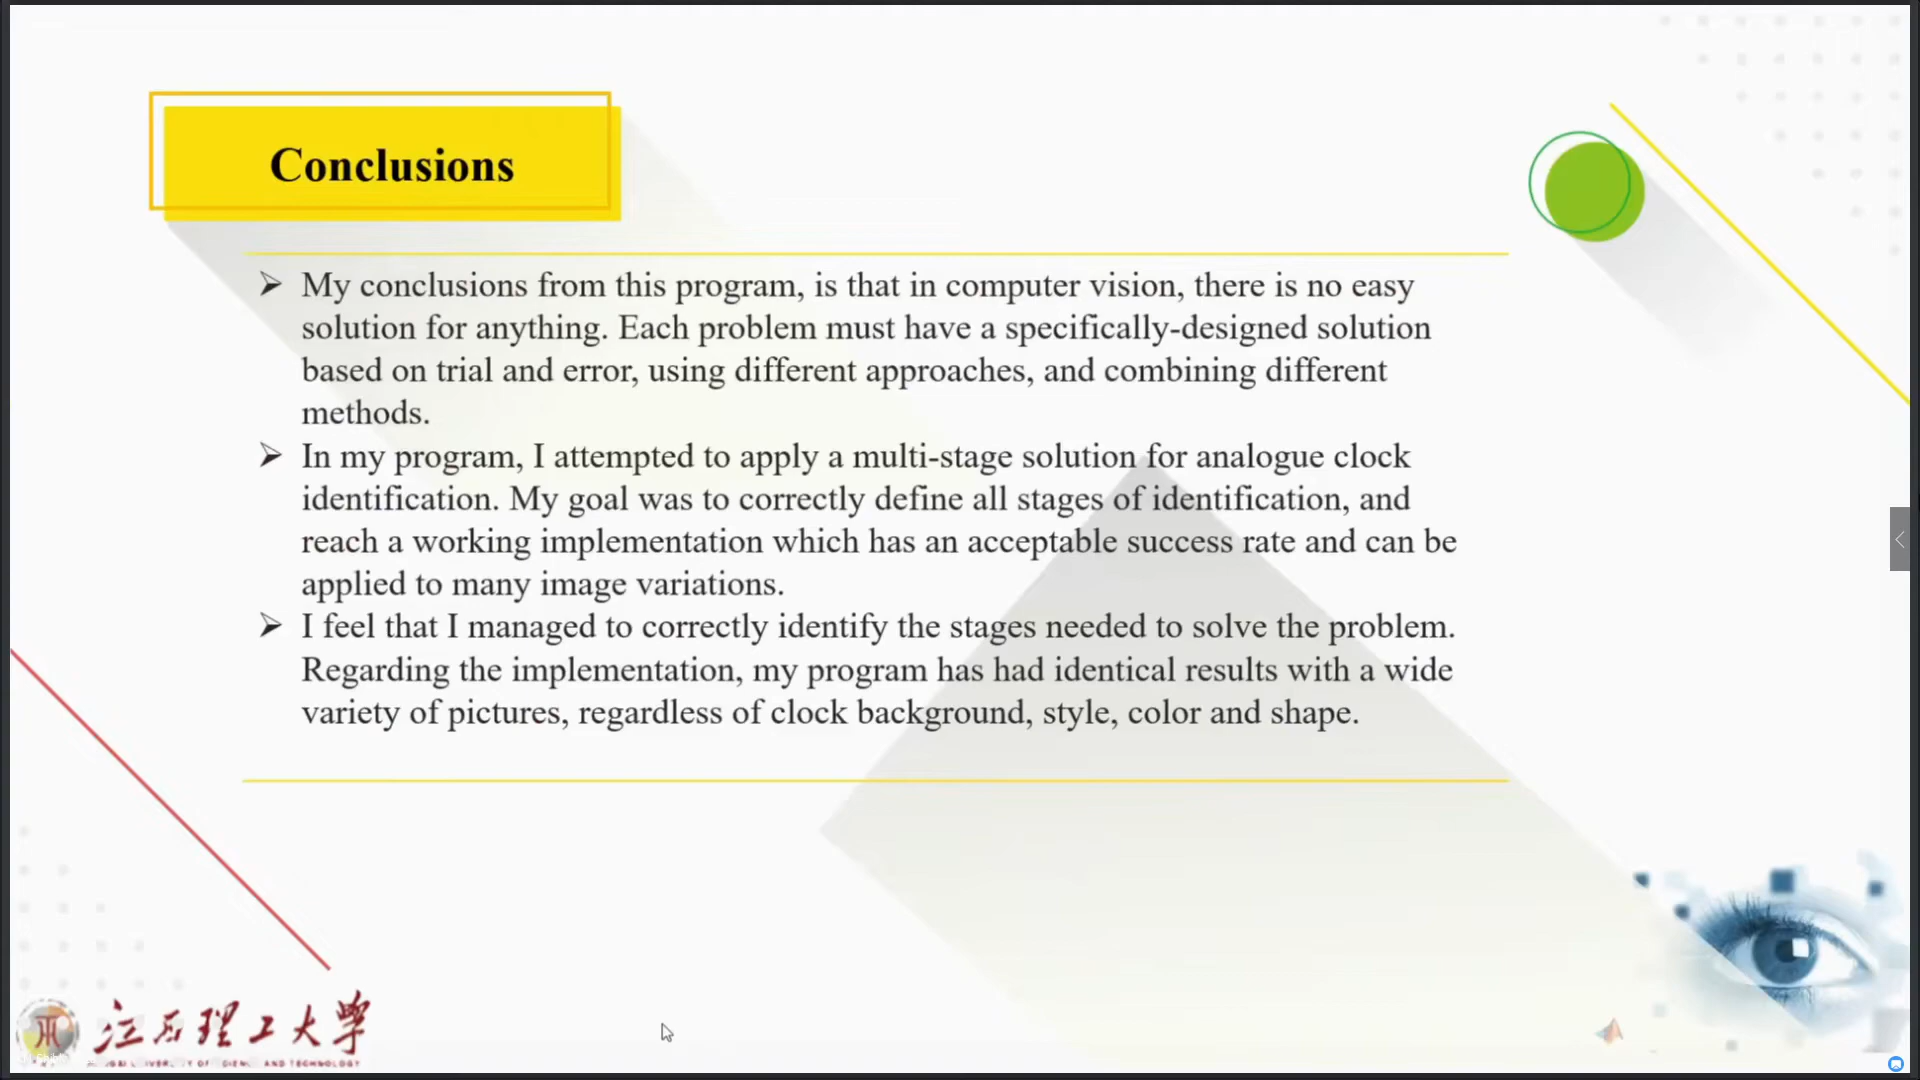 Conclusions
➢ My conclusions from this program, is that in computer vision, there is no easy
solution for anything. Each problem must have a specifically-designed solution
based on trial and error, using different approaches, and combining different
methods.
➢ In my program, I attempted to apply a multi-stage solution for analogue clock
identification. My goal was to correctly define all stages of identification, and
reach a working implementation which has an acceptable success rate and can be
applied to many image variations.
➢ I feel that I managed to correctly identify the stages needed to solve the problem.
Regarding the implementation, my program has had identical results with a wide
variety of pictures, regardless of clock background, style, color and shape.
理工大学
UNIVERSITY OF SCIENCE AND TECHNOLOGY